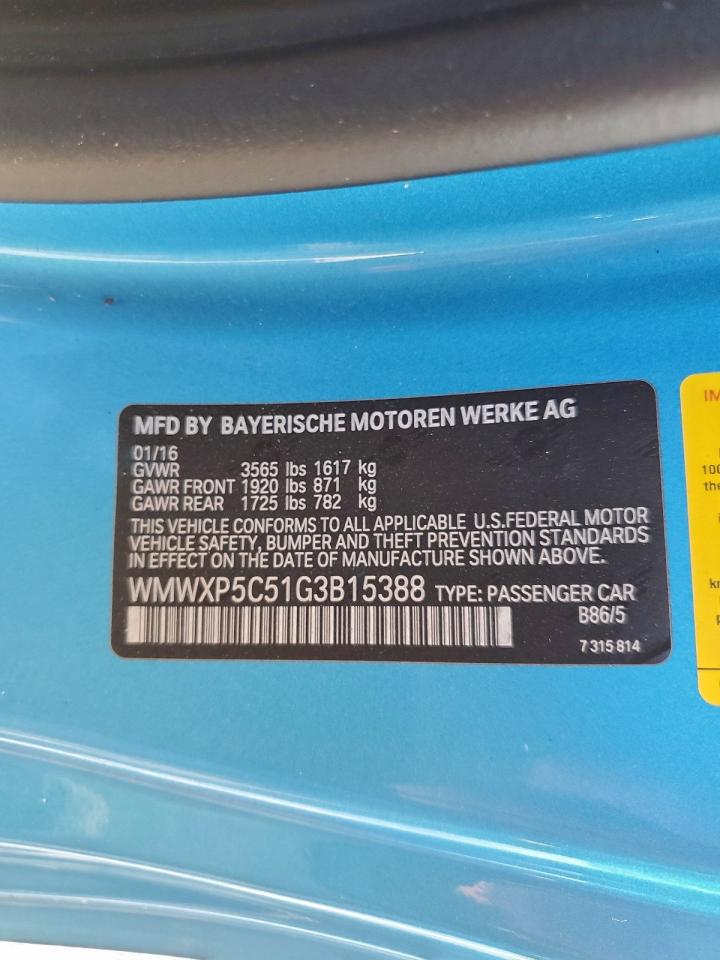 MFD BY BAYERISCHE MOTOREN WERKE AG
01/16
GVWR 3565 lbs 1617 kg
GAWR FRONT 1920 lbs 871 kg
GAWR REAR 1725 lbs 782 kg
THIS VEHICLE CONFORMS TO ALL APPLICABLE U.S.FEDERAL MOTOR
VEHICLE SAFETY, BUMPER AND THEFT PREVENTION STANDARDS
IN EFFECT ON THE DATE OF MANUFACTURE SHOWN ABOVE.
WMWXP5C51G3B15388 TYPE: PASSENGER CAR
B86/5
7 315 814